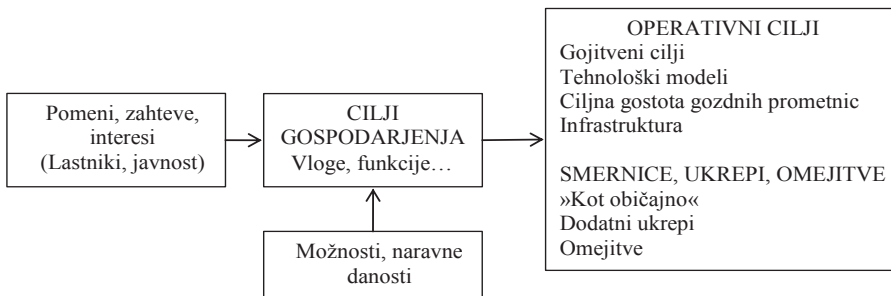 Pomeni, zahteve,
interesi
(Lastniki, javnost)
CILJI
GOSPODARJENJA
Vloge, funkcije…
Možnosti, naravne
danosti
OPERATIVNI CILJI
Gojitveni cilji
Tehnološki modeli
Ciljna gostota gozdnih prometnic
Infrastruktura
SMERNICE, UKREPI, OMEJITVE
»Kot običajno«
Dodatni ukrepi
Omejitve